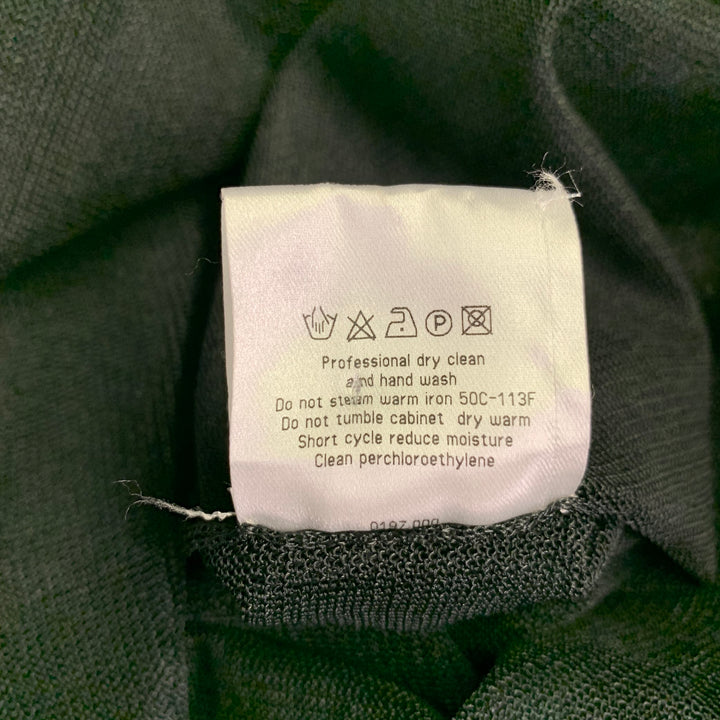 P
Professional dry clean
and hand wash
Do not steam warm iron 50C-113F
Do not tumble cabinet dry warm
Short cycle reduce moisture
Clean perchloroethylene